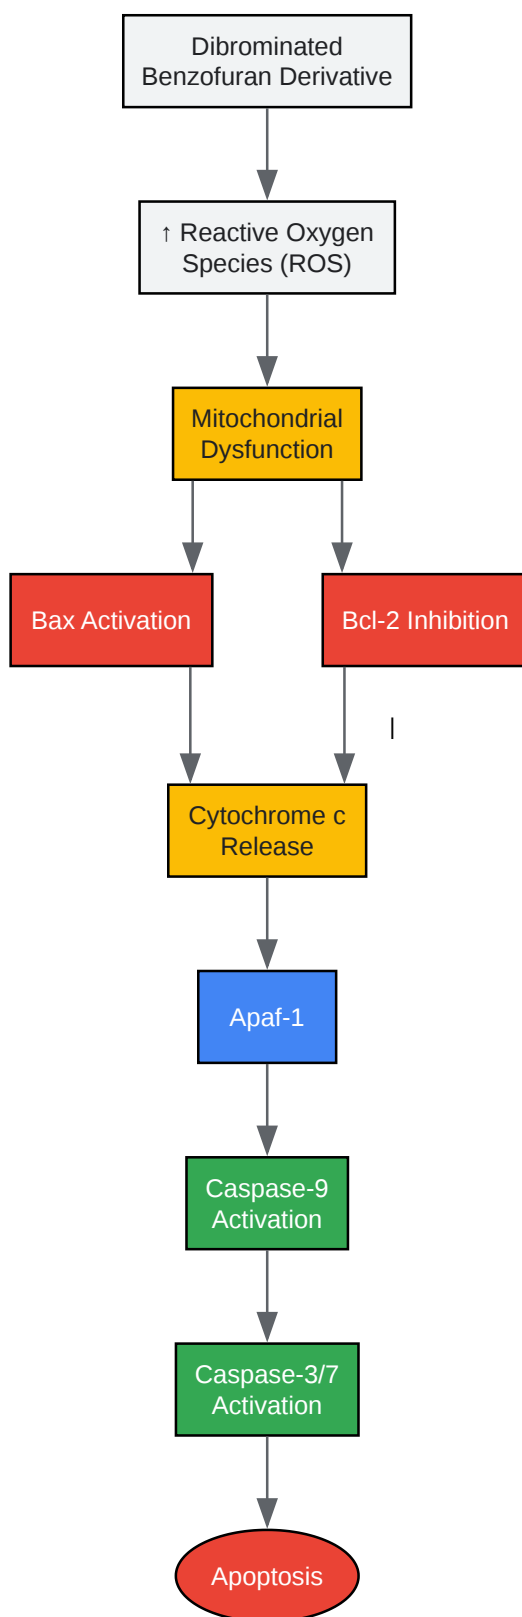 Dibrominated
Benzofuran Derivative
↑ Reactive Oxygen
Species (ROS)
Mitochondrial
Dysfunction
Bax Activation
Bcl-2 Inhibition
|
Cytochrome c
Release
Apaf-1
Caspase-9
Activation
Caspase-3/7
Activation
Apoptosis